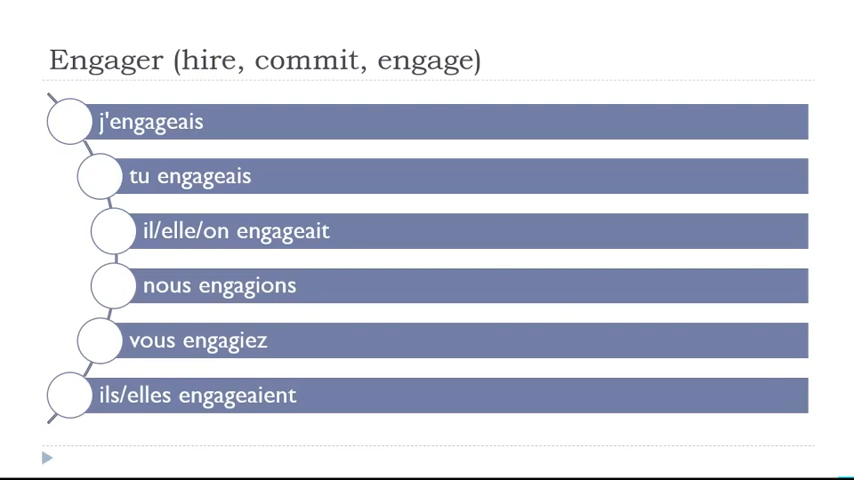 Engager (hire, commit, engage)
j'engageais
tu engageais
il/elle/on engageait
nous engagions
vous engagiez
ils/elles engageaient